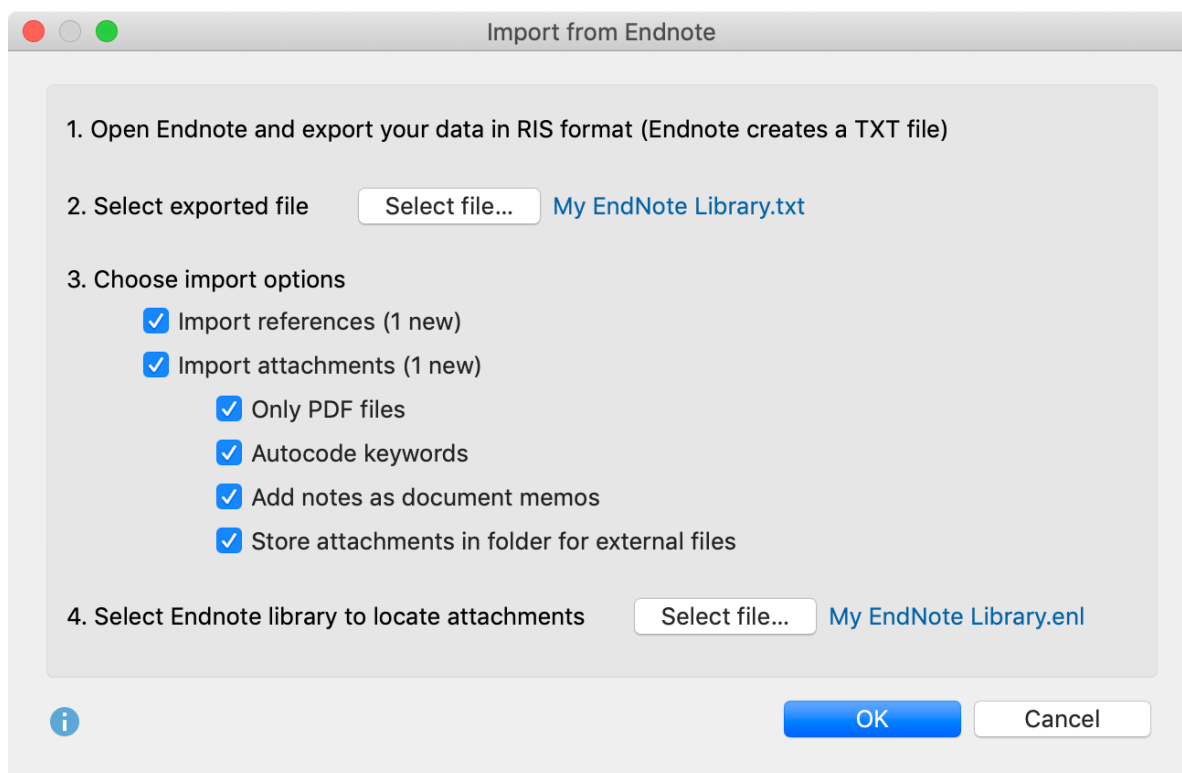 Import from Endnote
1. Open Endnote and export your data in RIS format (Endnote creates a TXT file)
2. Select exported file Select file... My EndNote Library.txt
3. Choose import options
Import references (1 new)
Import attachments (1 new)
Only PDF files
Autocode keywords
Add notes as document memos
Store attachments in folder for external files
4. Select Endnote library to locate attachments Select file... My EndNote Library.enl
i OK Cancel